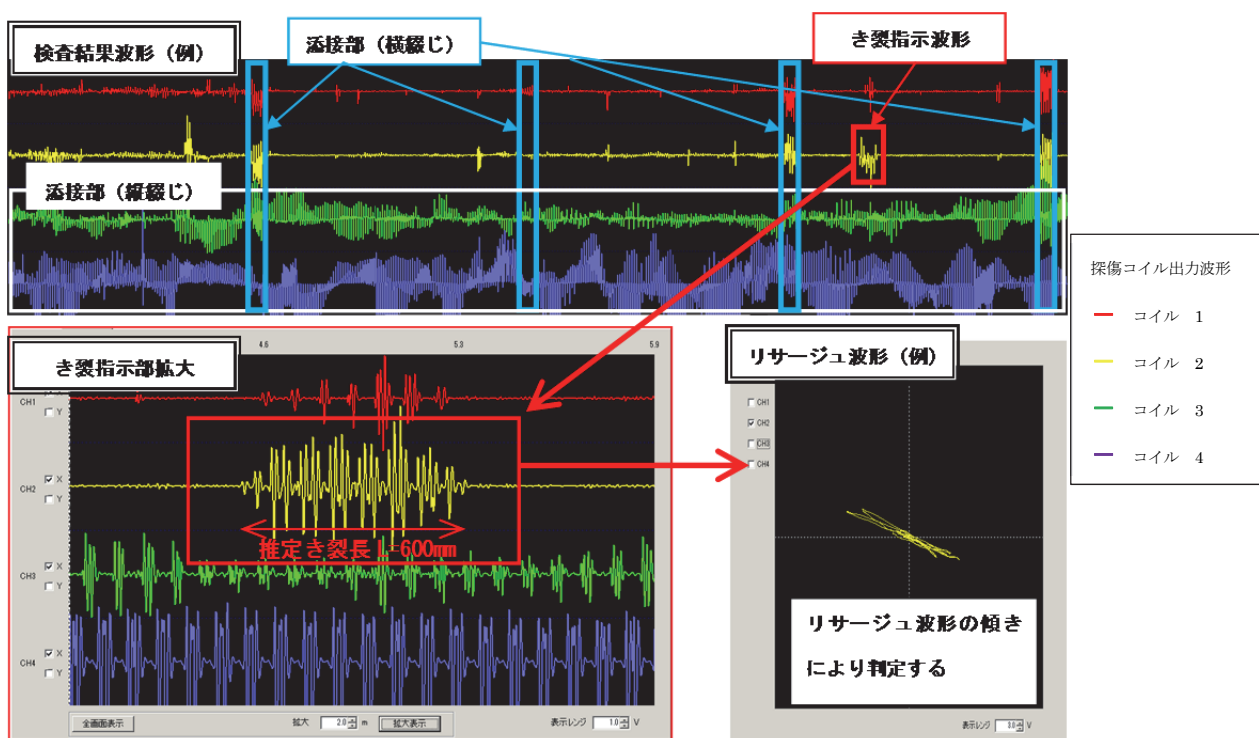 検査結果波形（例）
添接部（横綴じ）
き裂指示波形
添接部（縦綴じ）
探傷コイル出力波形
コイル 1
コイル 2
コイル 3
コイル 4
き裂指示部拡大
4.6
5.3
5.9
CH1
Y
CH2
X
Y
推定き裂長 L=600mm
CH3
X
Y
CH4
X
Y
全画面表示
拡大
2.0
m
拡大表示
表示レンジ
1.0
V
リサージュ波形（例）
CH1
CH2
CH3
CH4
リサージュ波形の傾き
により判定する
表示レンジ
3.0
V